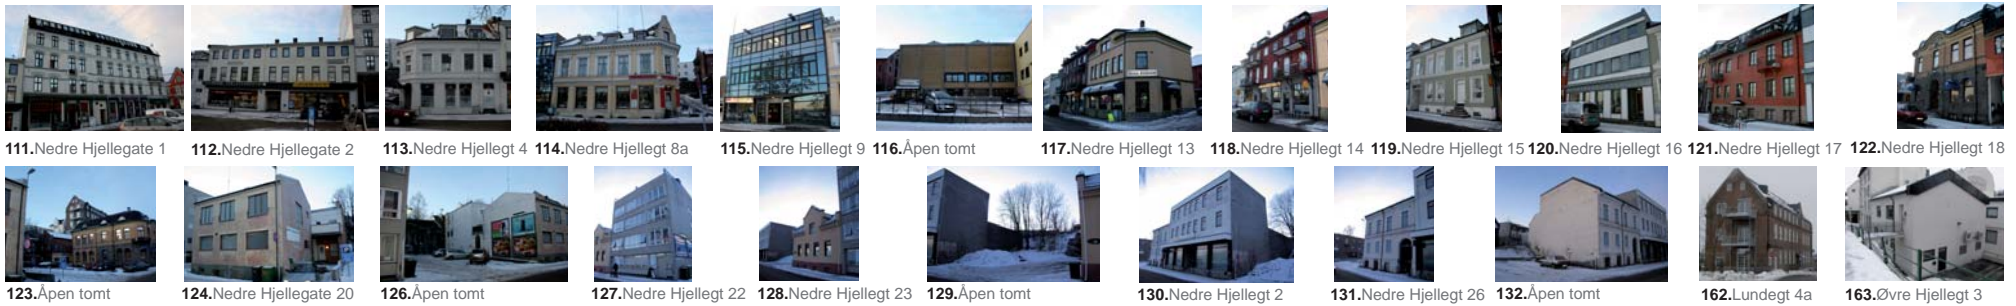 111.Nedre Hjellegate 1 112.Nedre Hjellegate 2 113.Nedre Hjellegt 4 114.Nedre Hjellegt 8a 115.Nedre Hjellegt 9 116.Åpen tomt 117.Nedre Hjellegt 13 118.Nedre Hjellegt 14 119.Nedre Hjellegt 15 120.Nedre Hjellegt 16 121.Nedre Hjellegt 17 122.Nedre Hjellegt 18
123.Åpen tomt 124.Nedre Hjellegate 20 126.Åpen tomt 127.Nedre Hjellegt 22 128.Nedre Hjellegt 23 129.Åpen tomt 130.Nedre Hjellegt 2 131.Nedre Hjellegt 26 132.Åpen tomt 162.Lundegt 4a 163.Øvre Hjellegt 3